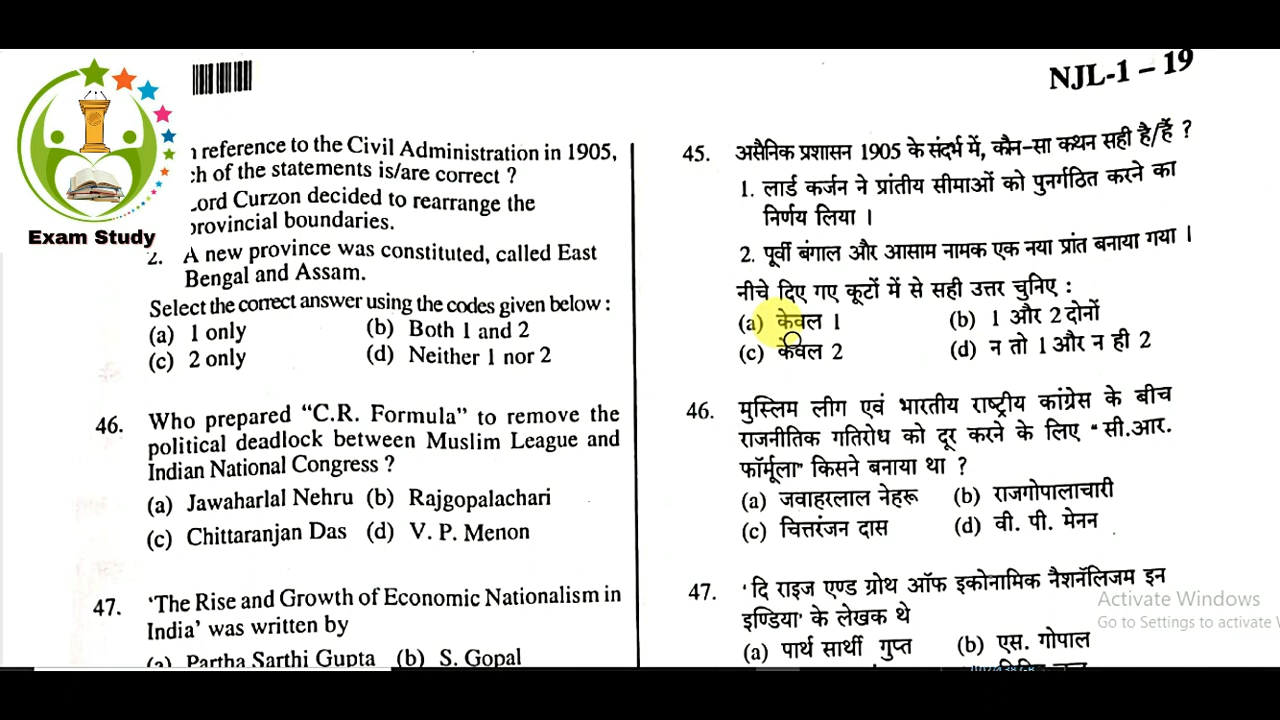 NJL-1 – 19
Exam Study
reference to the Civil Administration in 1905,
of the statements is/are correct ?
Lord Curzon decided to rearrange the
provincial boundaries.
2. A new province was constituted, called East
Bengal and Assam.
Select the correct answer using the codes given below :
(a) 1 only (b) Both 1 and 2
(c) 2 only (d) Neither 1 nor 2
46. Who prepared “C.R. Formula” to remove the
political deadlock between Muslim League and
Indian National Congress ?
(a) Jawaharlal Nehru (b) Rajgopalachari
(c) Chittaranjan Das (d) V. P. Menon
47. ‘The Rise and Growth of Economic Nationalism in
India’ was written by
(a) Partha Sarthi Gupta (b) S. Gopal
45. असैनिक प्रशासन 1905 के संदर्भ में, कौन-सा कथन सही है/हैं ?
1. लार्ड कर्जन ने प्रांतीय सीमाओं को पुनर्गठित करने का
निर्णय लिया ।
2. पूर्वी बंगाल और आसाम नामक एक नया प्रांत बनाया गया ।
नीचे दिए गए कूटों में से सही उत्तर चुनिए :
(a) केवल 1 (b) 1 और 2 दोनों
(c) केवल 2 (d) न तो 1 और न ही 2
46. मुस्लिम लीग एवं भारतीय राष्ट्रीय कांग्रेस के बीच
राजनीतिक गतिरोध को दूर करने के लिए “सी.आर.
फॉर्मूला” किसने बनाया था ?
(a) जवाहरलाल नेहरू (b) राजगोपालाचारी
(c) चित्तरंजन दास (d) वी. पी. मेनन
47. ‘दि राइज एण्ड ग्रोथ ऑफ इकोनामिक नैशनॅलिजम इन
इण्डिया’ के लेखक थे
(a) पार्थ सार्थी गुप्त (b) एस. गोपाल
Activate Windows
Go to Settings to activate